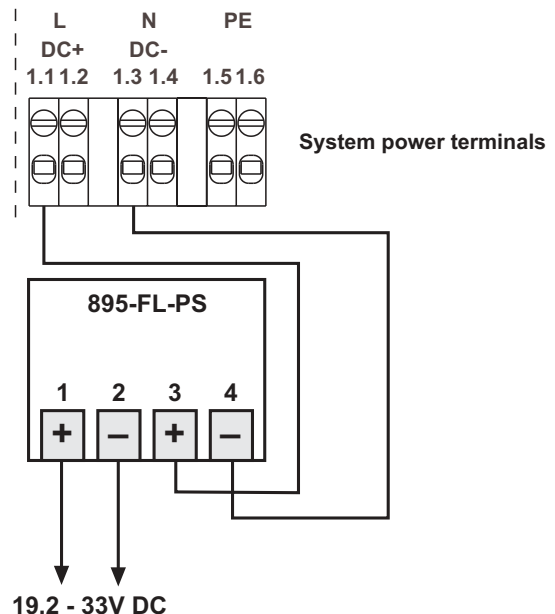 L N PE
DC+ DC-
1.1 1.2 1.3 1.4 1.5 1.6
System power terminals
895-FL-PS
1 2 3 4
+ – + –
19.2 - 33V DC